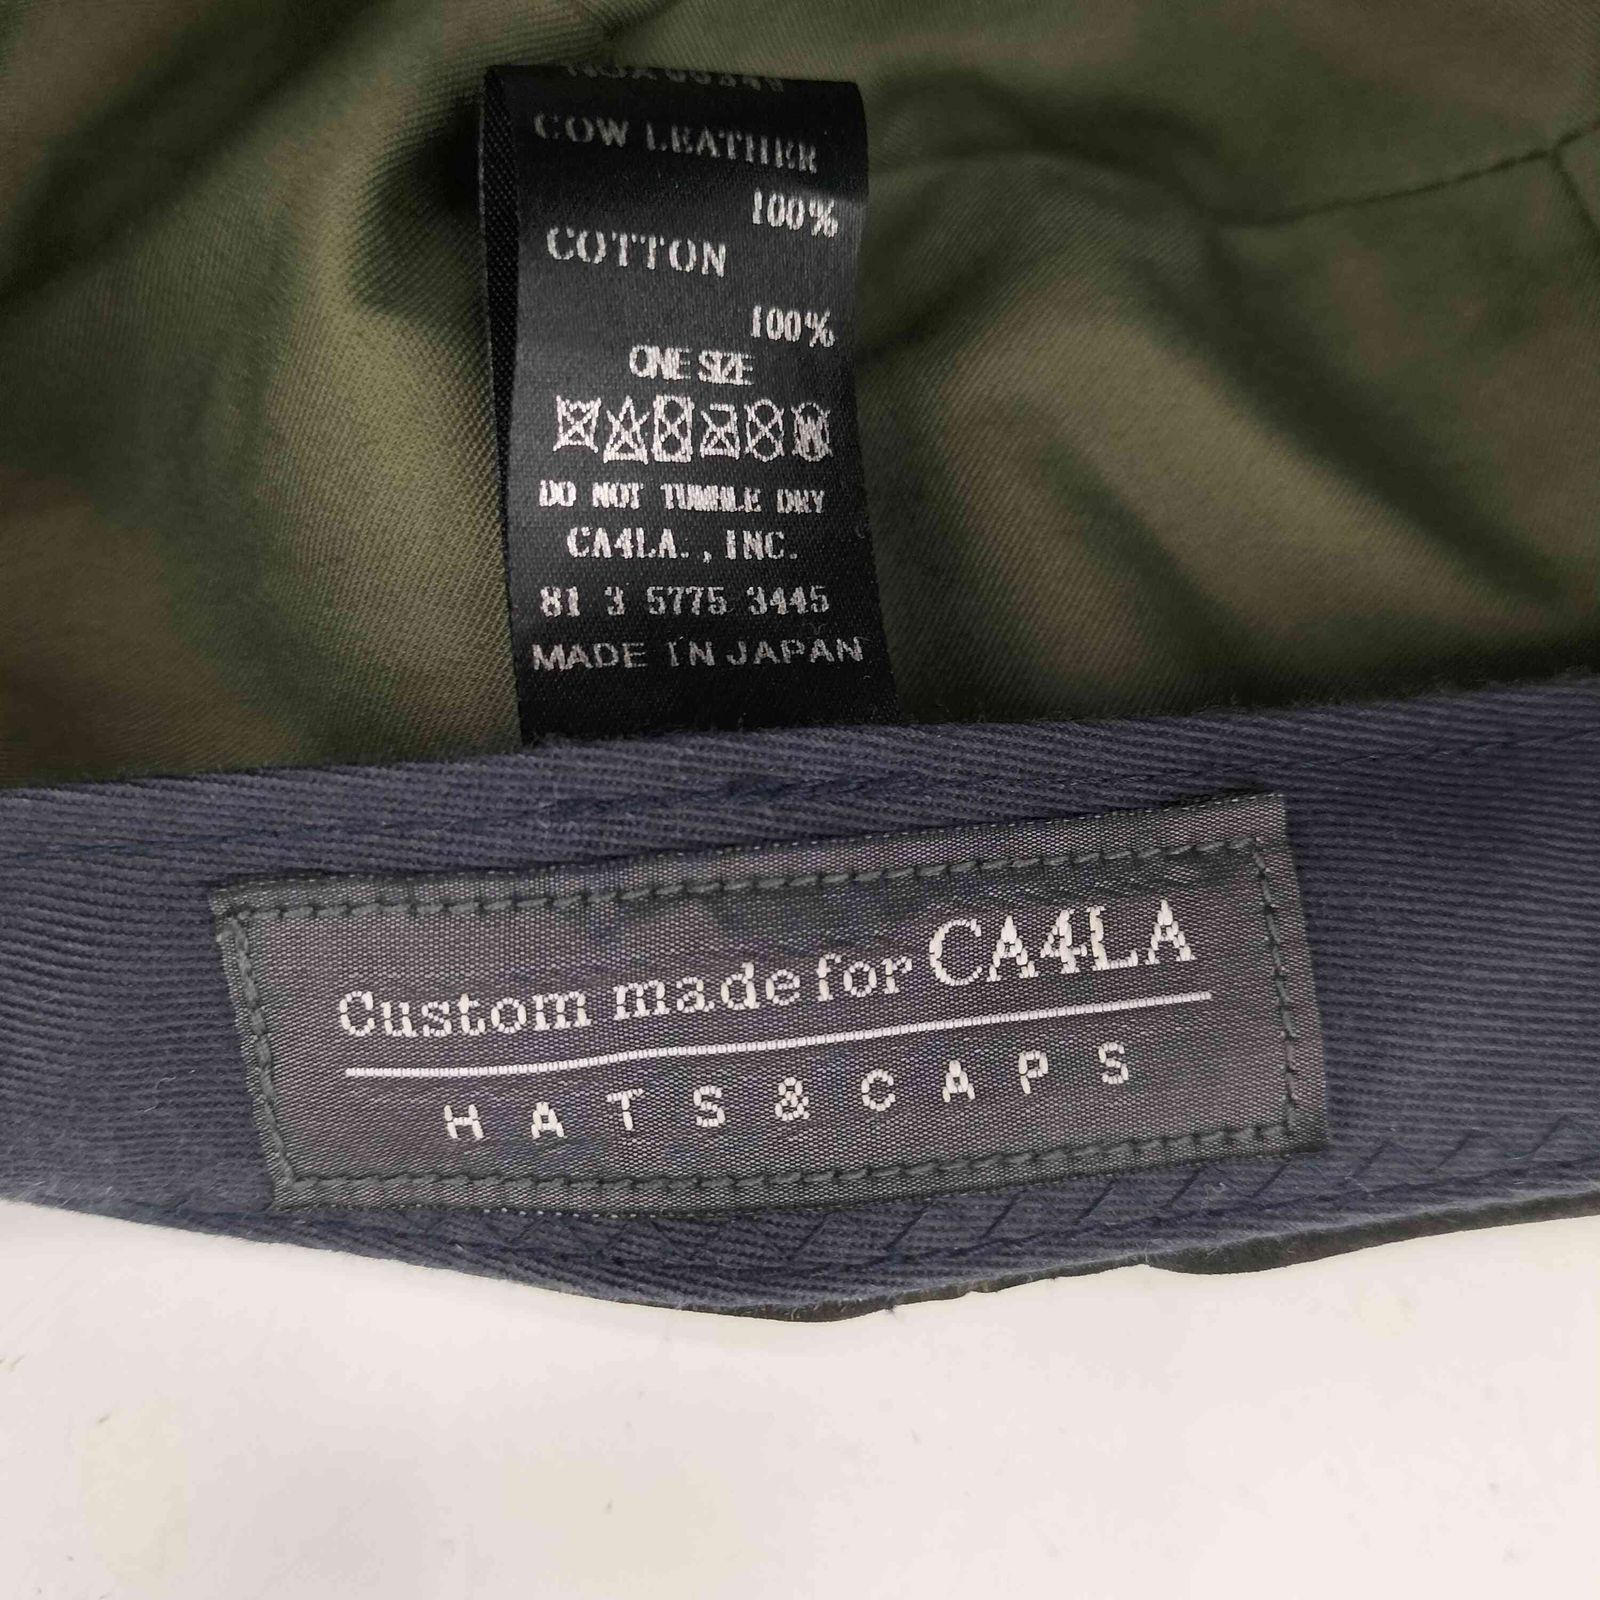 COW LEATHER
100%
COTTON
100%
ONE SIZE
DO NOT TUMBLE DRY
CA4LA.,INC.
81 3 5775 3445
MADE IN JAPAN
Custom made for CA4LA
HATS&CAPS